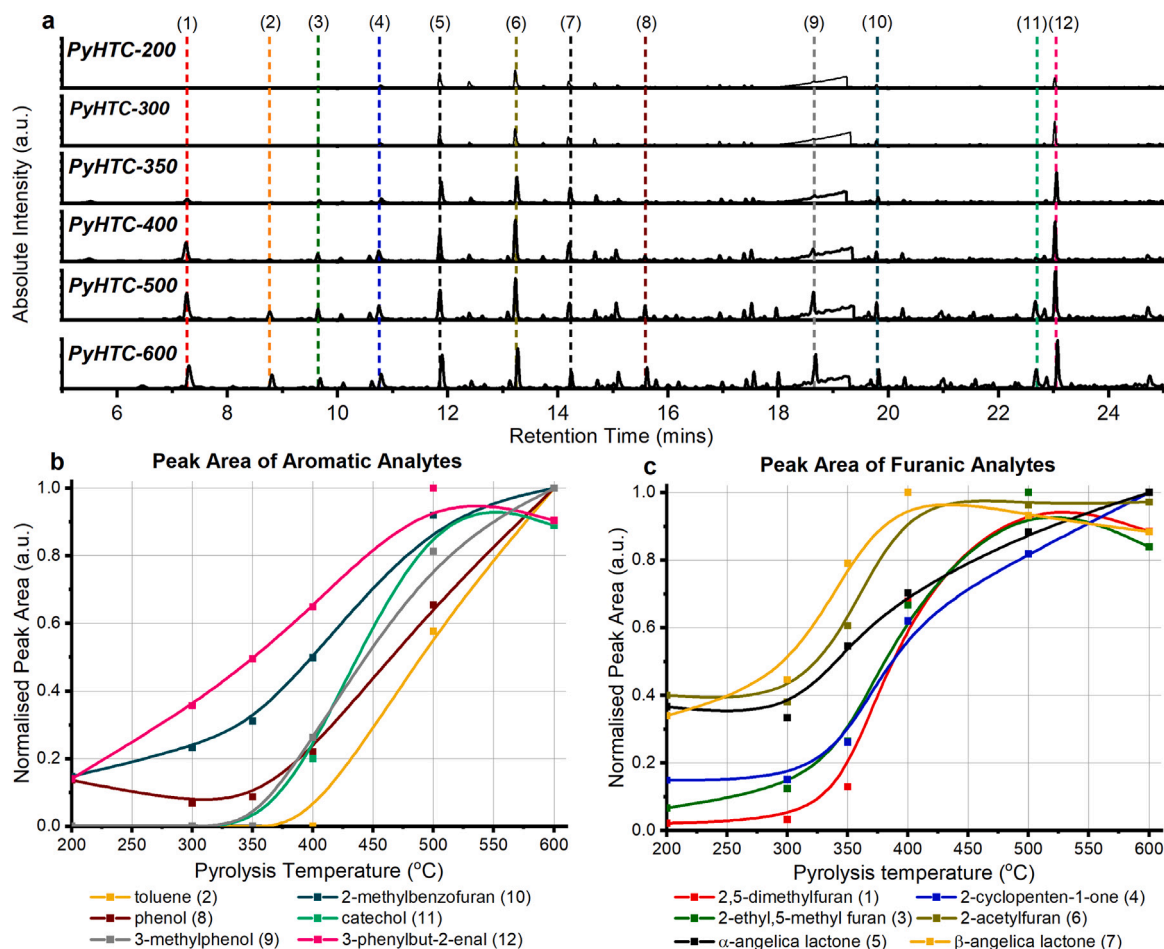 a
(1) (2) (3) (4) (5) (6) (7) (8) (9) (10) (11) (12)
PyHTC-200
PyHTC-300
PyHTC-350
PyHTC-400
PyHTC-500
PyHTC-600
Absolute Intensity (a.u.)
6 8 10 12 14 16 18 20 22 24
Retention Time (mins)
b
Peak Area of Aromatic Analytes
Normalised Peak Area (a.u.)
1.0
0.8
0.6
0.4
0.2
0.0
200 250 300 350 400 450 500 550 600
Pyrolysis Temperature (°C)
toluene (2)
phenol (8)
3-methylphenol (9)
2-methylbenzofuran (10)
catechol (11)
3-phenylbut-2-enal (12)
c
Peak Area of Furanic Analytes
Normalised Peak Area (a.u.)
1.0
0.8
0.6
0.4
0.2
0.0
200 250 300 350 400 450 500 550 600
Pyrolysis temperature (°C)
2,5-dimethylfuran (1)
2-ethyl,5-methyl furan (3)
α-angelica lactone (5)
2-cyclopenten-1-one (4)
2-acetylfuran (6)
β-angelica lactone (7)